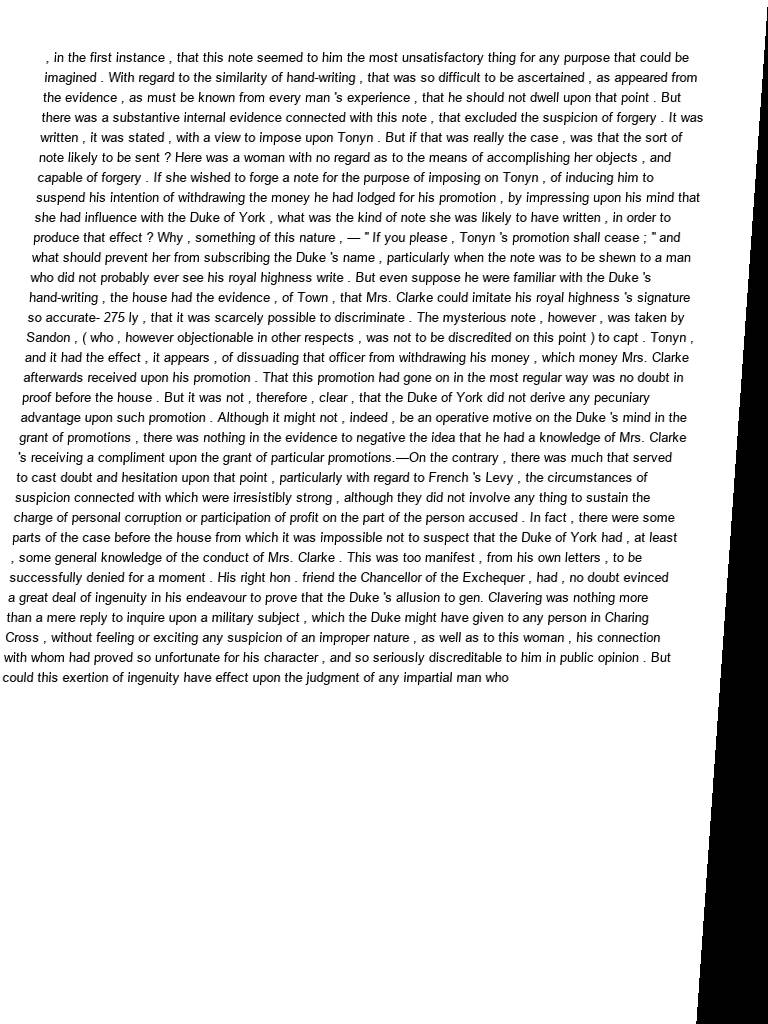 , in the first instance , that this note seemed to him the most unsatisfactory thing for any purpose that could be
imagined . With regard to the similarity of hand-writing , that was so difficult to be ascertained , as appeared from
the evidence , as must be known from every man 's experience , that he should not dwell upon that point . But
there was a substantive internal evidence connected with this note , that excluded the suspicion of forgery . It was
written , it was stated , with a view to impose upon Tonyn . But if that was really the case , was that the sort of
note likely to be sent ? Here was a woman with no regard as to the means of accomplishing her objects , and
capable of forgery . If she wished to forge a note for the purpose of imposing on Tonyn , of inducing him to
suspend his intention of withdrawing the money he had lodged for his promotion , by impressing upon his mind that
she had influence with the Duke of York , what was the kind of note she was likely to have written , in order to
produce that effect ? Why , something of this nature , — " If you please , Tonyn 's promotion shall cease ; " and
what should prevent her from subscribing the Duke 's name , particularly when the note was to be shewn to a man
who did not probably ever see his royal highness write . But even suppose he were familiar with the Duke 's
hand-writing , the house had the evidence , of Town , that Mrs. Clarke could imitate his royal highness 's signature
so accurate- 275 ly , that it was scarcely possible to discriminate . The mysterious note , however , was taken by
Sandon , ( who , however objectionable in other respects , was not to be discredited on this point ) to capt . Tonyn ,
and it had the effect , it appears , of dissuading that officer from withdrawing his money , which money Mrs. Clarke
afterwards received upon his promotion . That this promotion had gone on in the most regular way was no doubt in
proof before the house . But it was not , therefore , clear , that the Duke of York did not derive any pecuniary
advantage upon such promotion . Although it might not , indeed , be an operative motive on the Duke 's mind in the
grant of promotions , there was nothing in the evidence to negative the idea that he had a knowledge of Mrs. Clarke
's receiving a compliment upon the grant of particular promotions.—On the contrary , there was much that served
to cast doubt and hesitation upon that point , particularly with regard to French 's Levy , the circumstances of
suspicion connected with which were irresistibly strong , although they did not involve any thing to sustain the
charge of personal corruption or participation of profit on the part of the person accused . In fact , there were some
parts of the case before the house from which it was impossible not to suspect that the Duke of York had , at least
, some general knowledge of the conduct of Mrs. Clarke . This was too manifest , from his own letters , to be
successfully denied for a moment . His right hon . friend the Chancellor of the Exchequer , had , no doubt evinced
a great deal of ingenuity in his endeavour to prove that the Duke 's allusion to gen. Clavering was nothing more
than a mere reply to inquire upon a military subject , which the Duke might have given to any person in Charing
Cross , without feeling or exciting any suspicion of an improper nature , as well as to this woman , his connection
with whom had proved so unfortunate for his character , and so seriously discreditable to him in public opinion . But
could this exertion of ingenuity have effect upon the judgment of any impartial man who